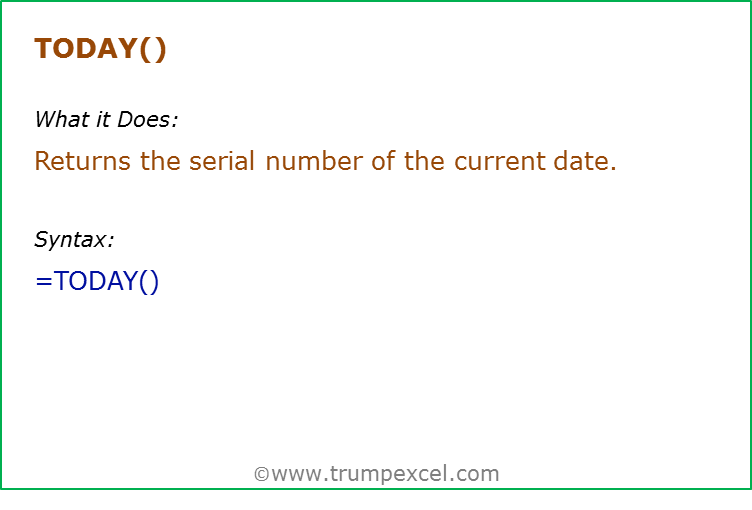 TODAY()
What it Does:
Returns the serial number of the current date.
Syntax:
=TODAY()
©www.trumpexcel.com